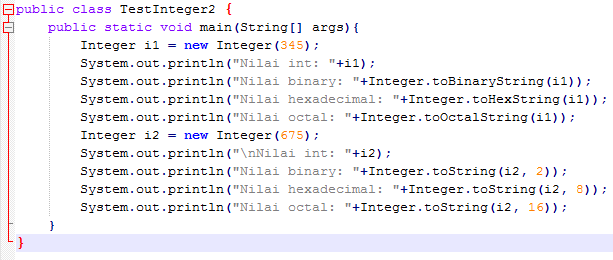 public class TestInteger2 {
public static void main(String[] args){
Integer i1 = new Integer(345);
System.out.println("Nilai int: "+i1);
System.out.println("Nilai binary: "+Integer.toBinaryString(i1));
System.out.println("Nilai hexadecimal: "+Integer.toHexString(i1));
System.out.println("Nilai octal: "+Integer.toOctalString(i1));
Integer i2 = new Integer(675);
System.out.println("\nNilai int: "+i2);
System.out.println("Nilai binary: "+Integer.toString(i2, 2));
System.out.println("Nilai hexadecimal: "+Integer.toString(i2, 8));
System.out.println("Nilai octal: "+Integer.toString(i2, 16));
}
}